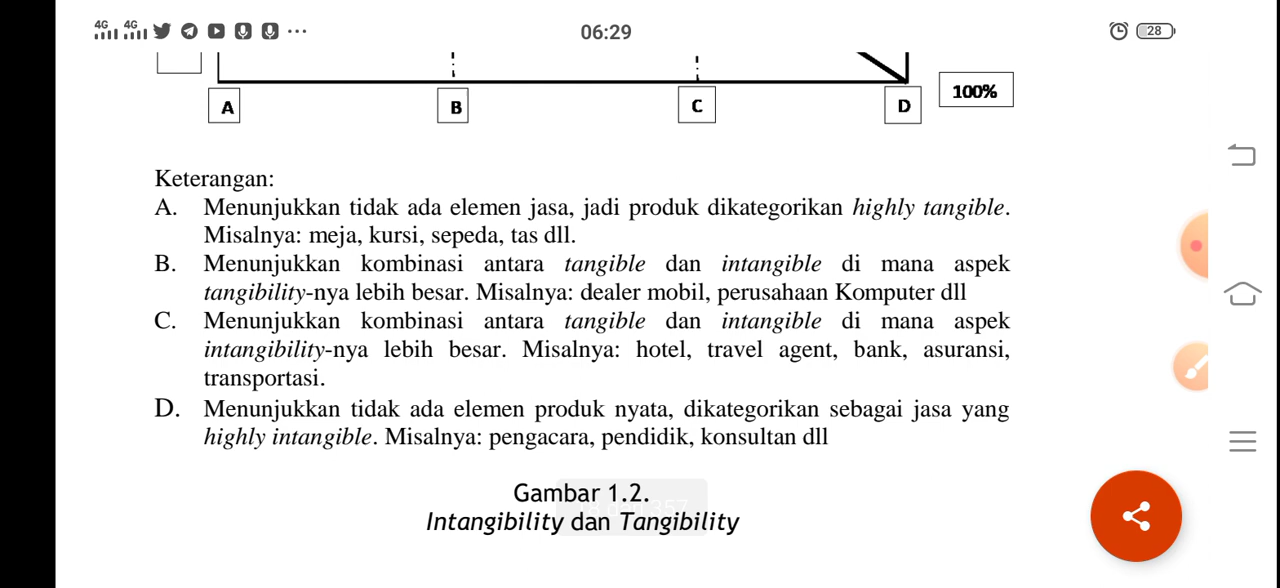 4G 4G 06:29 28
100%
A B C D
Keterangan:
A. Menunjukkan tidak ada elemen jasa, jadi produk dikategorikan highly tangible.
Misalnya: meja, kursi, sepeda, tas dll.
B. Menunjukkan kombinasi antara tangible dan intangible di mana aspek
tangibility-nya lebih besar. Misalnya: dealer mobil, perusahaan Komputer dll
C. Menunjukkan kombinasi antara tangible dan intangible di mana aspek
intangibility-nya lebih besar. Misalnya: hotel, travel agent, bank, asuransi,
transportasi.
D. Menunjukkan tidak ada elemen produk nyata, dikategorikan sebagai jasa yang
highly intangible. Misalnya: pengacara, pendidik, konsultan dll
Gambar 1.2.
Intangibility dan Tangibility